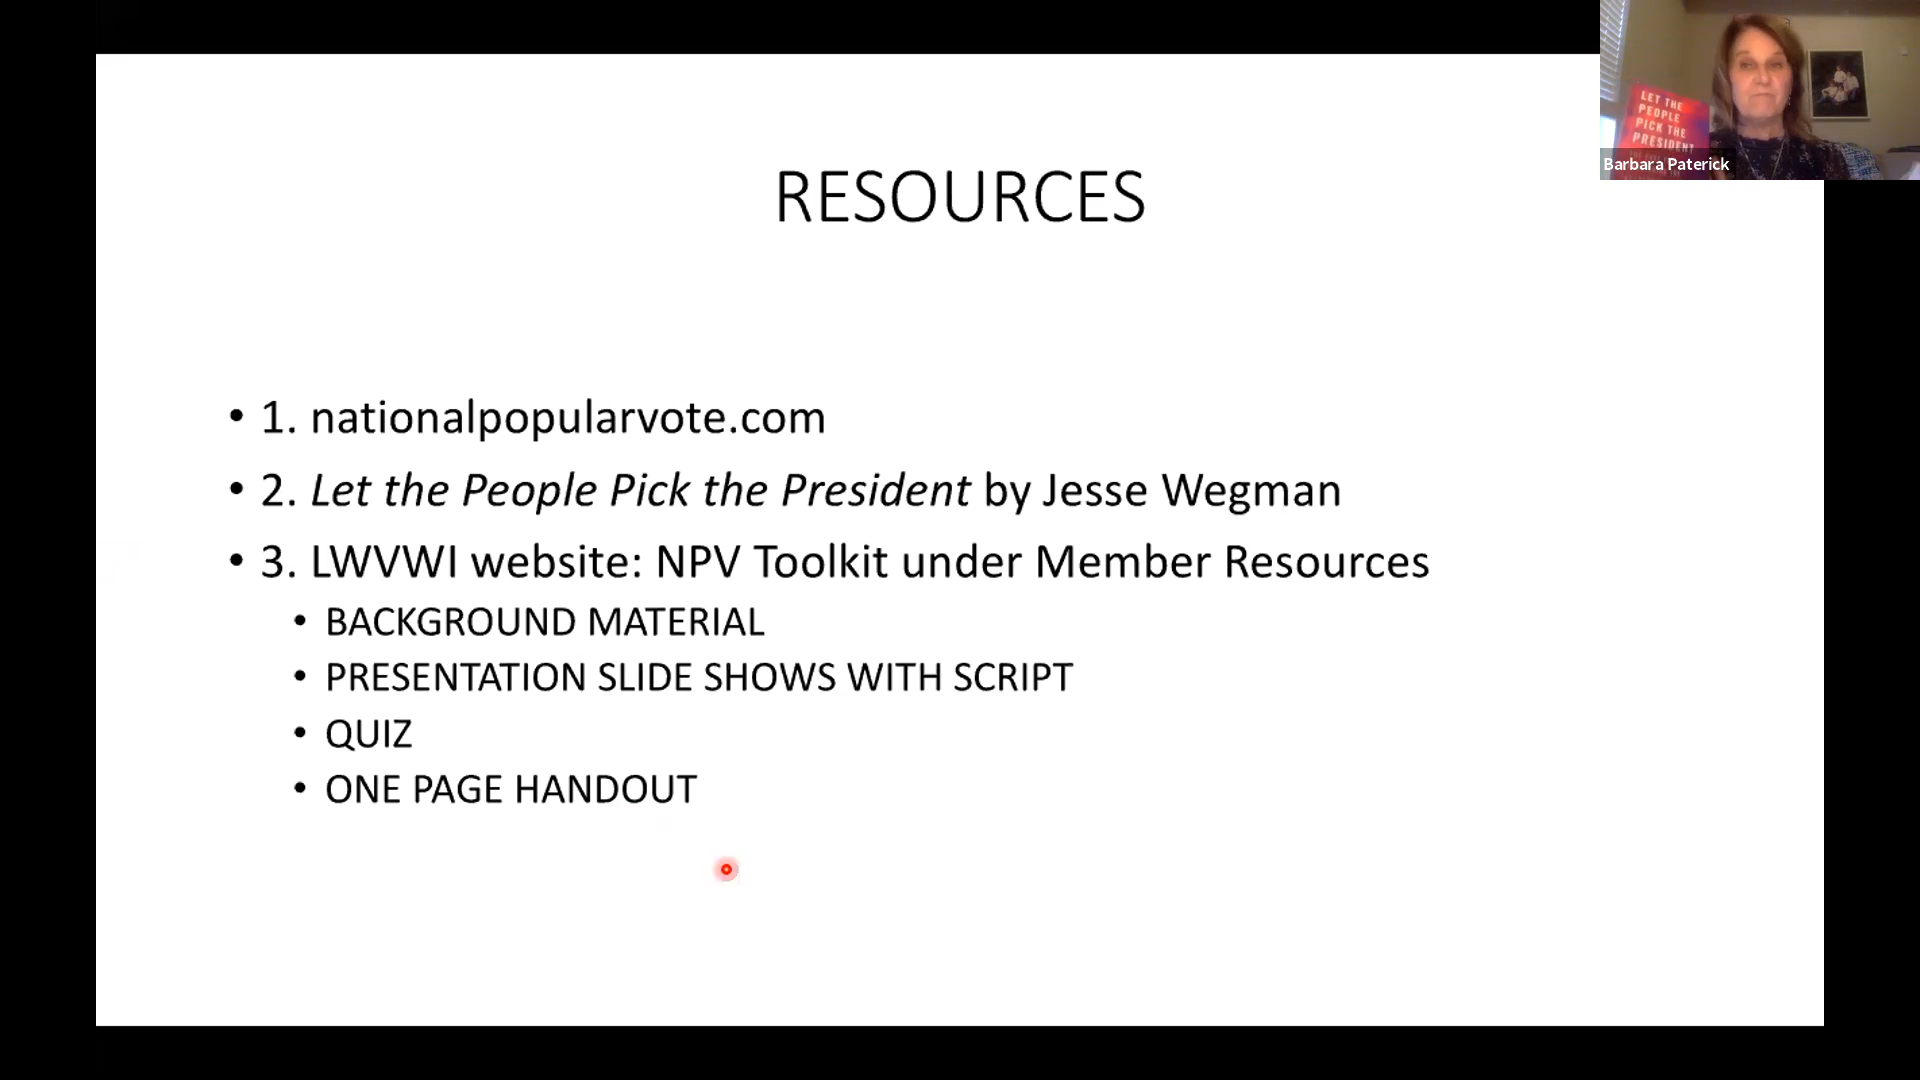 RESOURCES
• 1. nationalpopularvote.com
• 2. Let the People Pick the President by Jesse Wegman
• 3. LWVWI website: NPV Toolkit under Member Resources
• BACKGROUND MATERIAL
• PRESENTATION SLIDE SHOWS WITH SCRIPT
• QUIZ
• ONE PAGE HANDOUT
LET THE
PEOPLE
PICK THE
PRESIDENT
Barbara Paterick